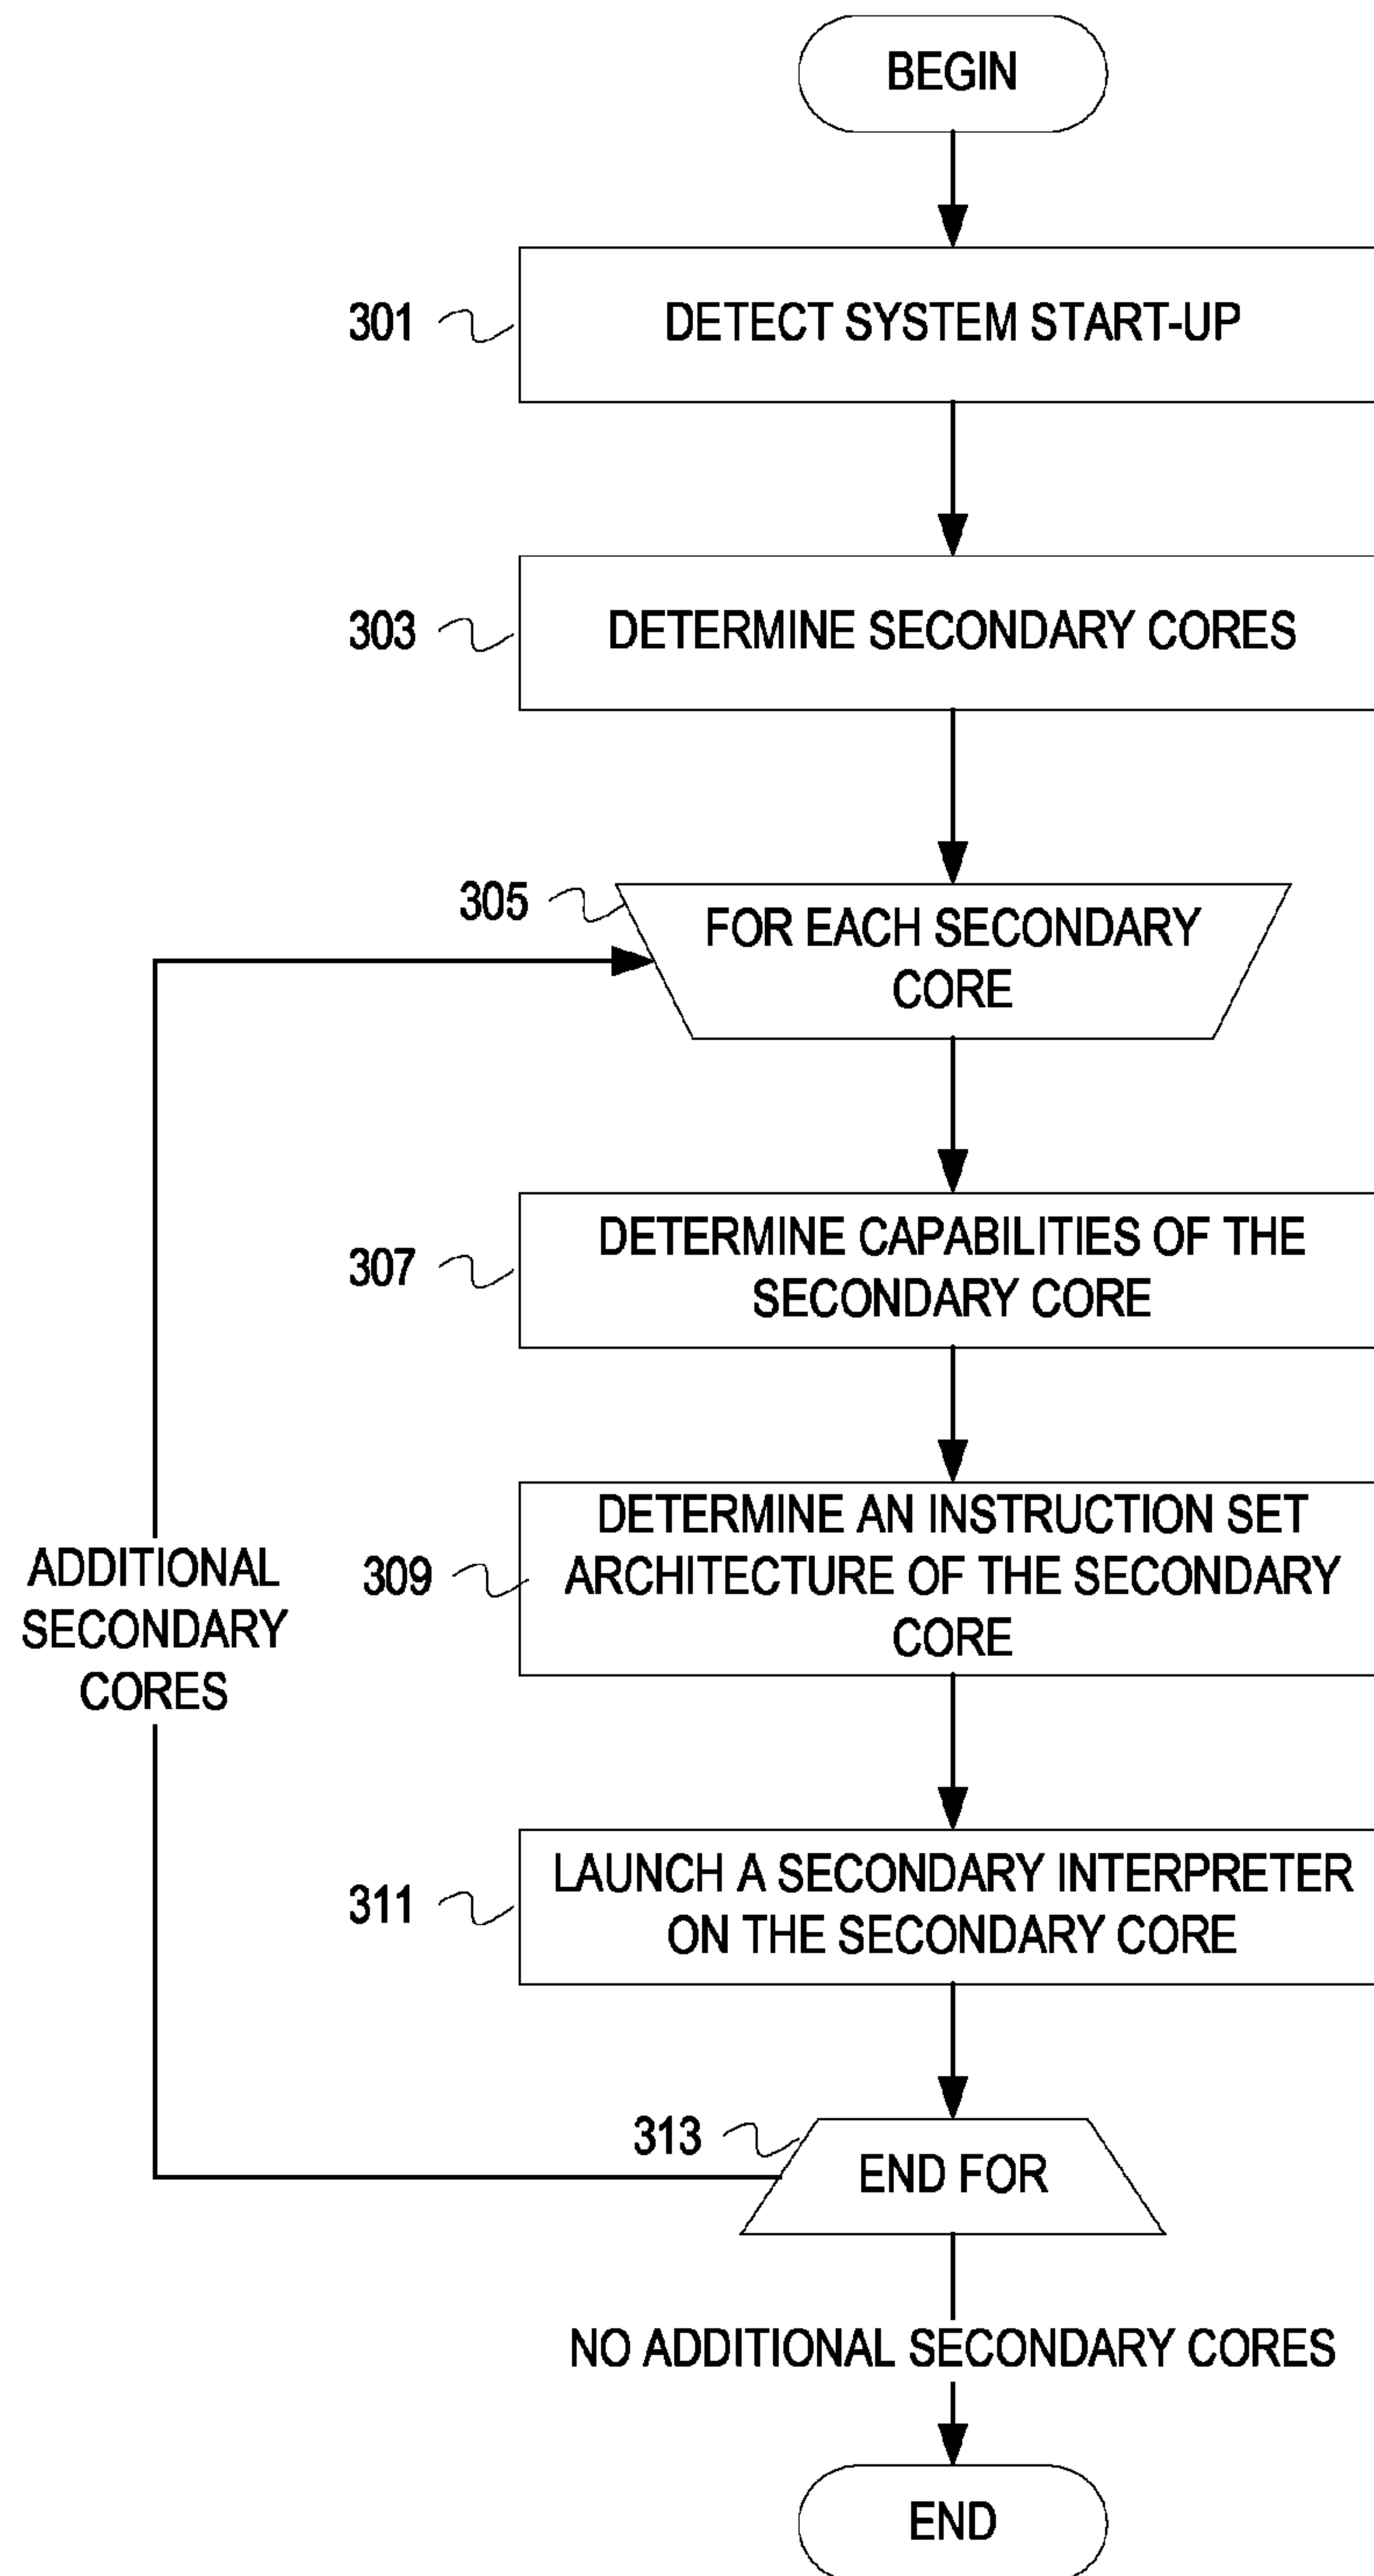 BEGIN
301
DETECT SYSTEM START-UP
303
DETERMINE SECONDARY CORES
305
FOR EACH SECONDARY
CORE
307
DETERMINE CAPABILITIES OF THE
SECONDARY CORE
309
DETERMINE AN INSTRUCTION SET
ARCHITECTURE OF THE SECONDARY
CORE
ADDITIONAL
SECONDARY
CORES
311
LAUNCH A SECONDARY INTERPRETER
ON THE SECONDARY CORE
313
END FOR
NO ADDITIONAL SECONDARY CORES
END